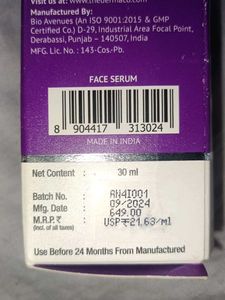 Visit us at: www.thedermaco.com
Manufactured By:
Bio Avenues (An ISO 9001:2015 & GMP
Certified Co.) D-29, Industrial Area Focal Point,
Derabassi, Punjab – 140507, India
MFG. Lic. No.: 143-Cos.-Pb.
FACE SERUM
8 904417 313024
MADE IN INDIA
Net Content : 30 ml
Batch No. : AN4I001
Mfg. Date : 09/2024
M.R.P.₹ : 649.00
(Incl. of all taxes) USP₹21.63/ml
Use Before 24 Months From Manufactured